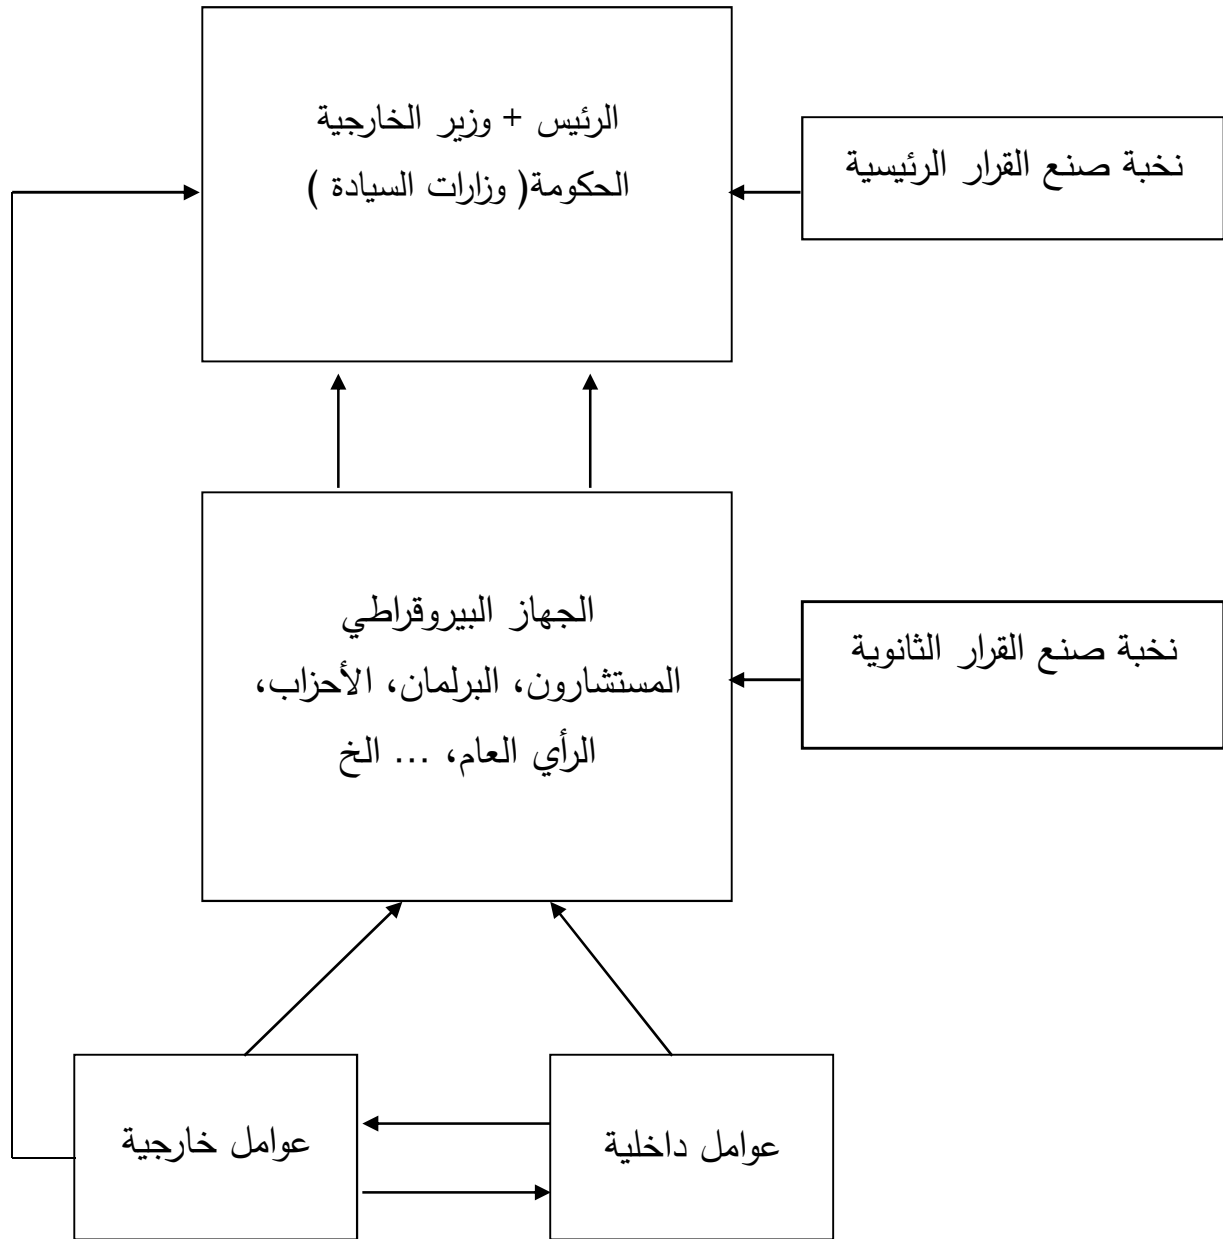 الرئيس + وزير الخارجية
الحكومة( وزارات السيادة )
نخبة صنع القرار الرئيسية
الجهاز البيروقراطي
المستشارون، البرلمان، الأحزاب،
الرأي العام، ... الخ
نخبة صنع القرار الثانوية
عوامل داخلية
عوامل خارجية